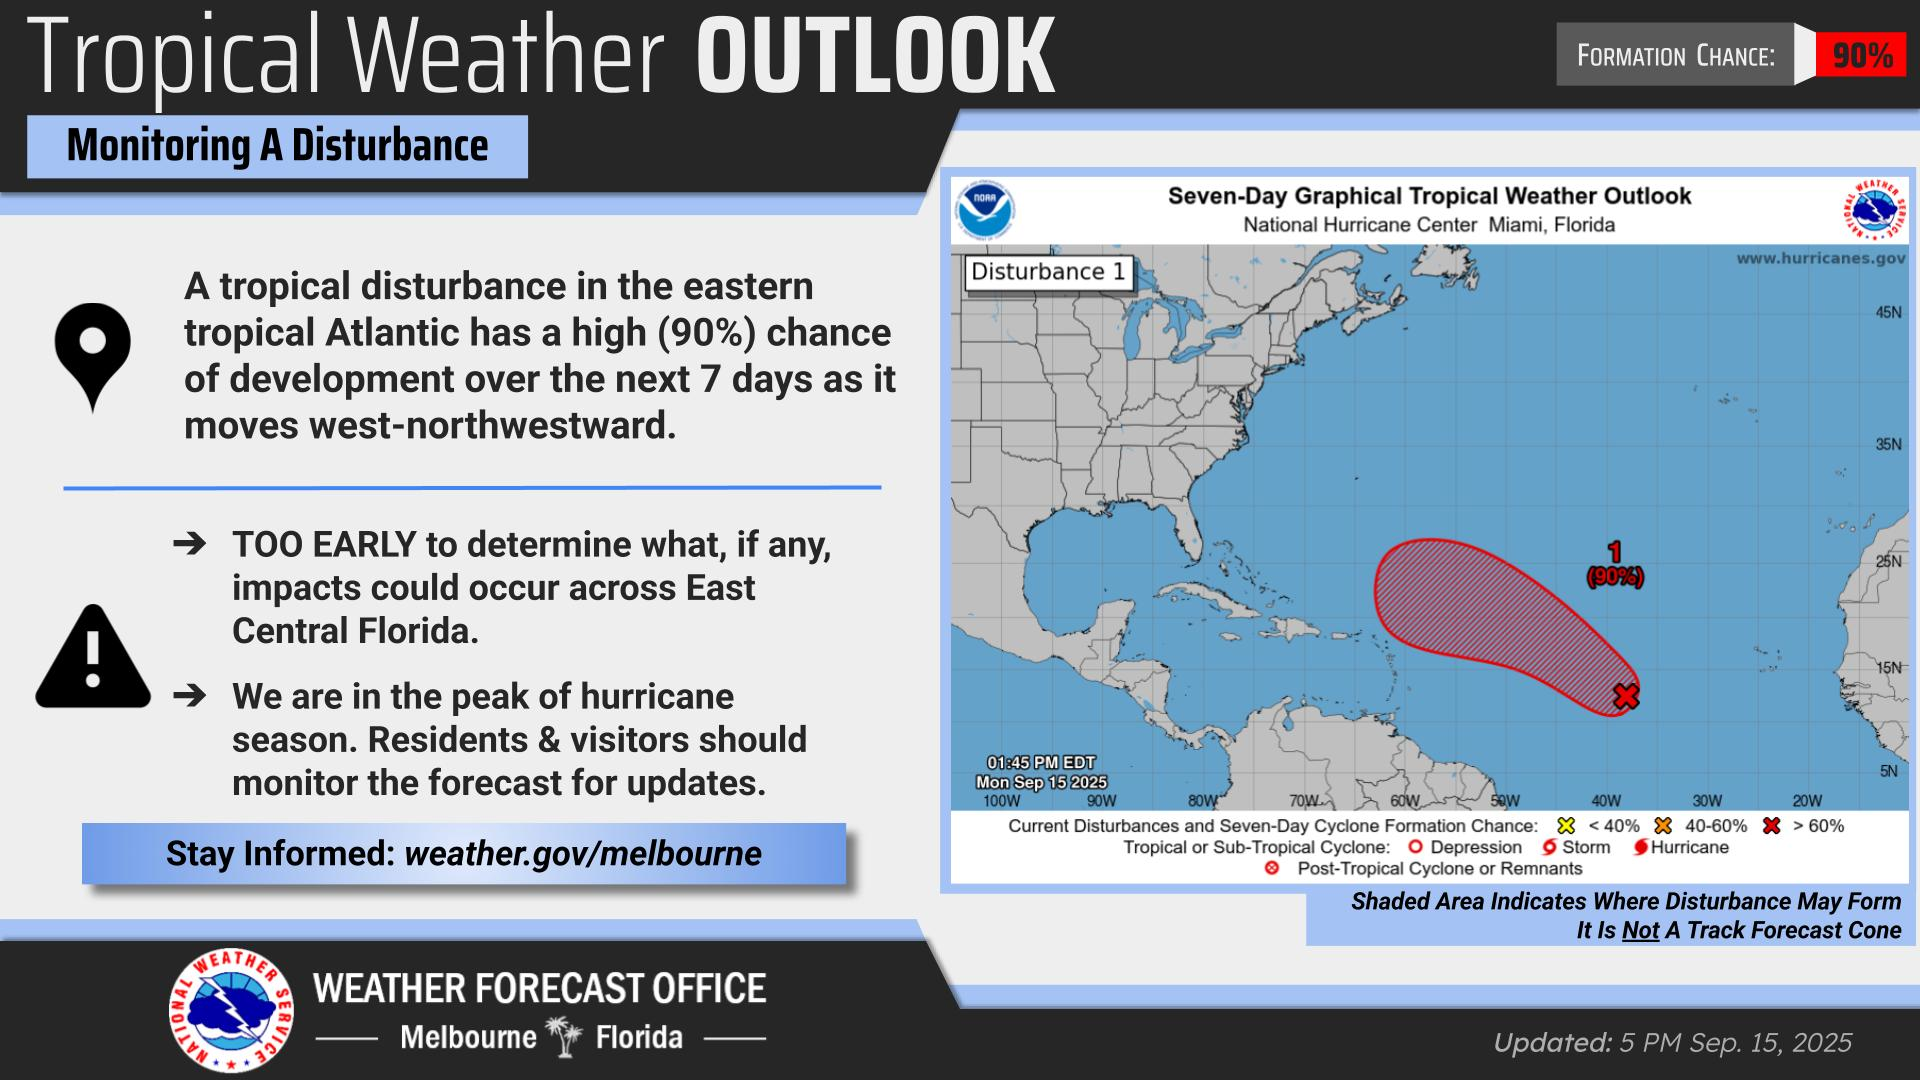 Tropical Weather OUTLOOK
FORMATION CHANCE: 90%
Monitoring A Disturbance
A tropical disturbance in the eastern
tropical Atlantic has a high (90%) chance
of development over the next 7 days as it
moves west-northwestward.
➔ TOO EARLY to determine what, if any,
impacts could occur across East
Central Florida.
➔ We are in the peak of hurricane
season. Residents & visitors should
monitor the forecast for updates.
Stay Informed: weather.gov/melbourne
NOAA
Seven-Day Graphical Tropical Weather Outlook
National Hurricane Center Miami, Florida
NATIONAL WEATHER SERVICE
www.hurricanes.gov
Disturbance 1
45N
35N
1
(90%)
25N
15N
01:45 PM EDT
Mon Sep 15 2025
5N
100W 90W 80W 70W 60W 50W 40W 30W 20W
Current Disturbances and Seven-Day Cyclone Formation Chance: < 40% 40-60% > 60%
Tropical or Sub-Tropical Cyclone: Depression Storm Hurricane
Post-Tropical Cyclone or Remnants
Shaded Area Indicates Where Disturbance May Form
It Is Not A Track Forecast Cone
NATIONAL WEATHER SERVICE
WEATHER FORECAST OFFICE
Melbourne Florida
Updated: 5 PM Sep. 15, 2025